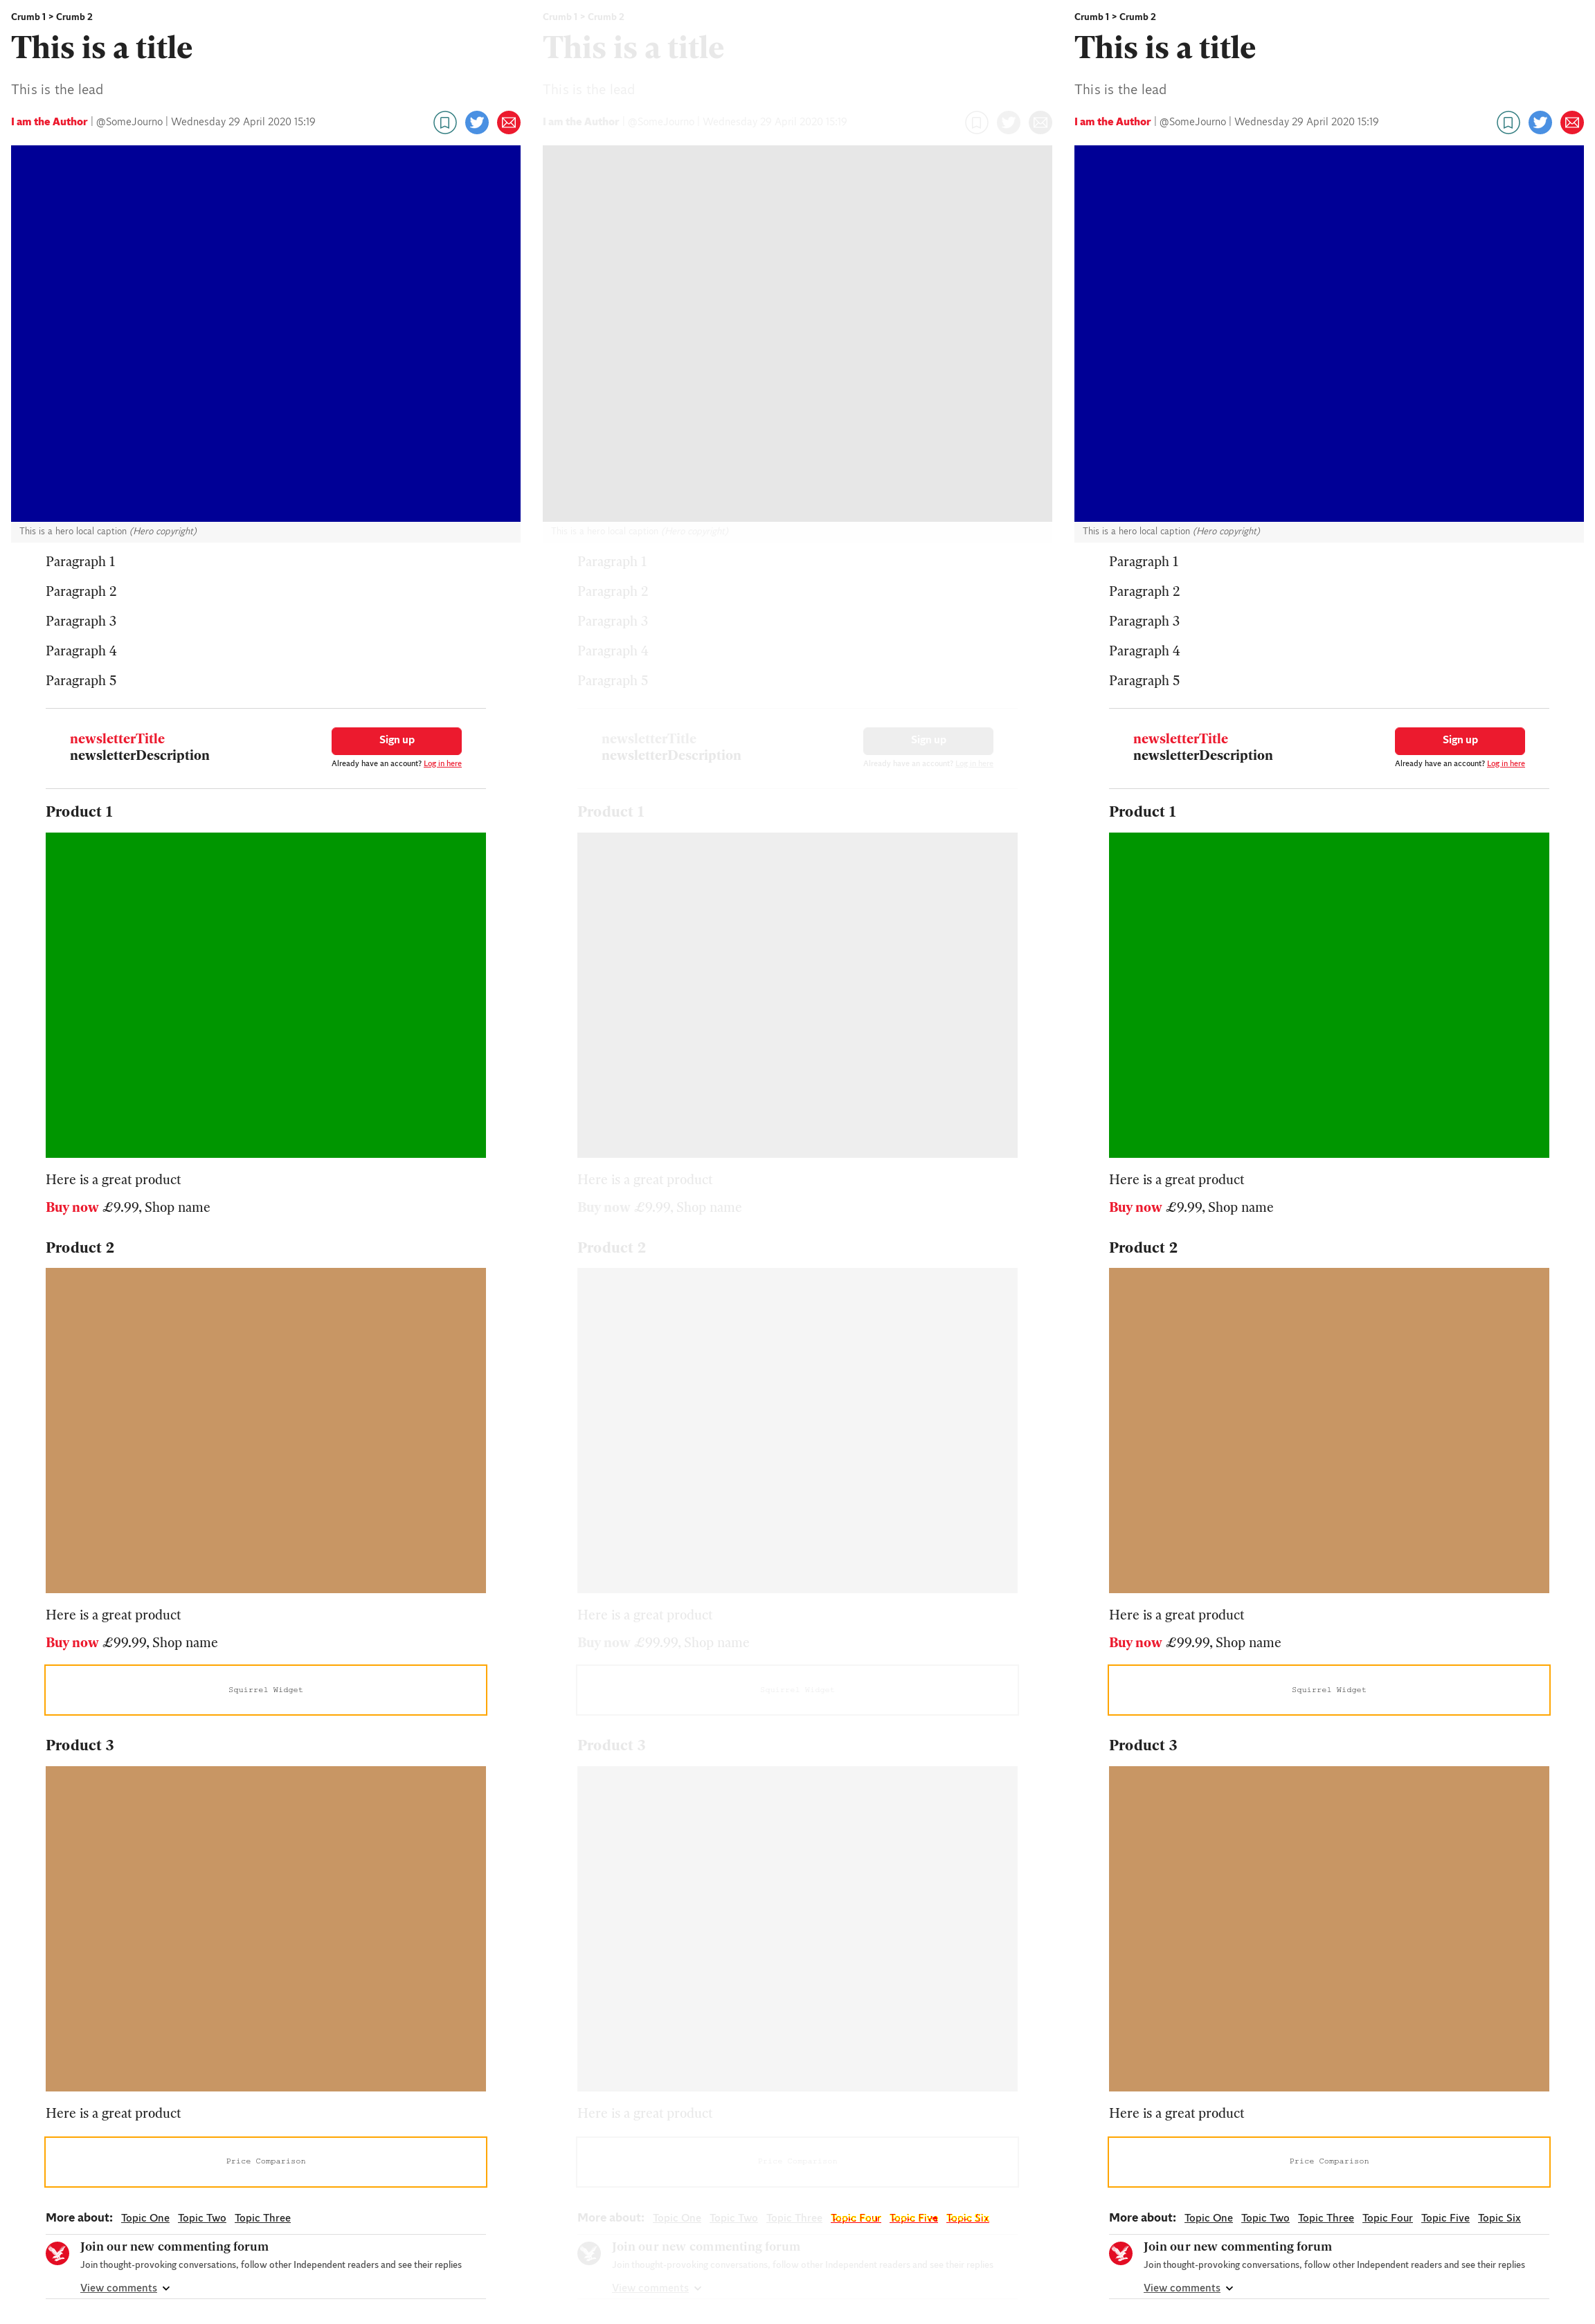 Crumb 1 > Crumb 2
This is a title
This is the lead
I am the Author | @SomeJourno | Wednesday 29 April 2020 15:19
This is a hero local caption (Hero copyright)
Paragraph 1
Paragraph 2
Paragraph 3
Paragraph 4
Paragraph 5
newsletterTitle
newsletterDescription
Sign up
Already have an account? Log in here
Product 1
Here is a great product
Buy now £9.99, Shop name
Product 2
Here is a great product
Buy now £99.99, Shop name
Squirrel Widget
Product 3
Here is a great product
Price Comparison
More about: Topic One Topic Two Topic Three
Join our new commenting forum
Join thought-provoking conversations, follow other Independent readers and see their replies
View comments
Crumb 1 > Crumb 2
This is a title
This is the lead
I am the Author | @SomeJourno | Wednesday 29 April 2020 15:19
This is a hero local caption (Hero copyright)
Paragraph 1
Paragraph 2
Paragraph 3
Paragraph 4
Paragraph 5
newsletterTitle
newsletterDescription
Sign up
Already have an account? Log in here
Product 1
Here is a great product
Buy now £9.99, Shop name
Product 2
Here is a great product
Buy now £99.99, Shop name
Squirrel Widget
Product 3
Here is a great product
Price Comparison
More about: Topic One Topic Two Topic Three Topic Four Topic Five Topic Six
Join our new commenting forum
Join thought-provoking conversations, follow other Independent readers and see their replies
View comments
Crumb 1 > Crumb 2
This is a title
This is the lead
I am the Author | @SomeJourno | Wednesday 29 April 2020 15:19
This is a hero local caption (Hero copyright)
Paragraph 1
Paragraph 2
Paragraph 3
Paragraph 4
Paragraph 5
newsletterTitle
newsletterDescription
Sign up
Already have an account? Log in here
Product 1
Here is a great product
Buy now £9.99, Shop name
Product 2
Here is a great product
Buy now £99.99, Shop name
Squirrel Widget
Product 3
Here is a great product
Price Comparison
More about: Topic One Topic Two Topic Three Topic Four Topic Five Topic Six
Join our new commenting forum
Join thought-provoking conversations, follow other Independent readers and see their replies
View comments